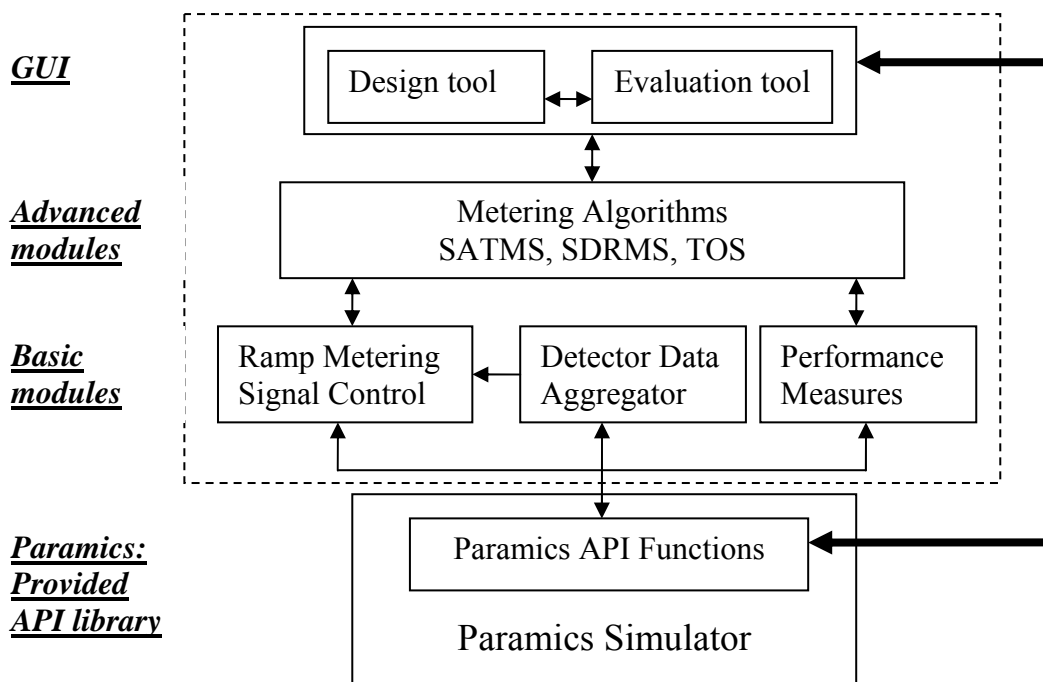 GUI
Design tool
Evaluation tool
Advanced
modules
Metering Algorithms
SATMS, SDRMS, TOS
Basic
modules
Ramp Metering
Signal Control
Detector Data
Aggregator
Performance
Measures
Paramics:
Provided
API library
Paramics API Functions
Paramics Simulator